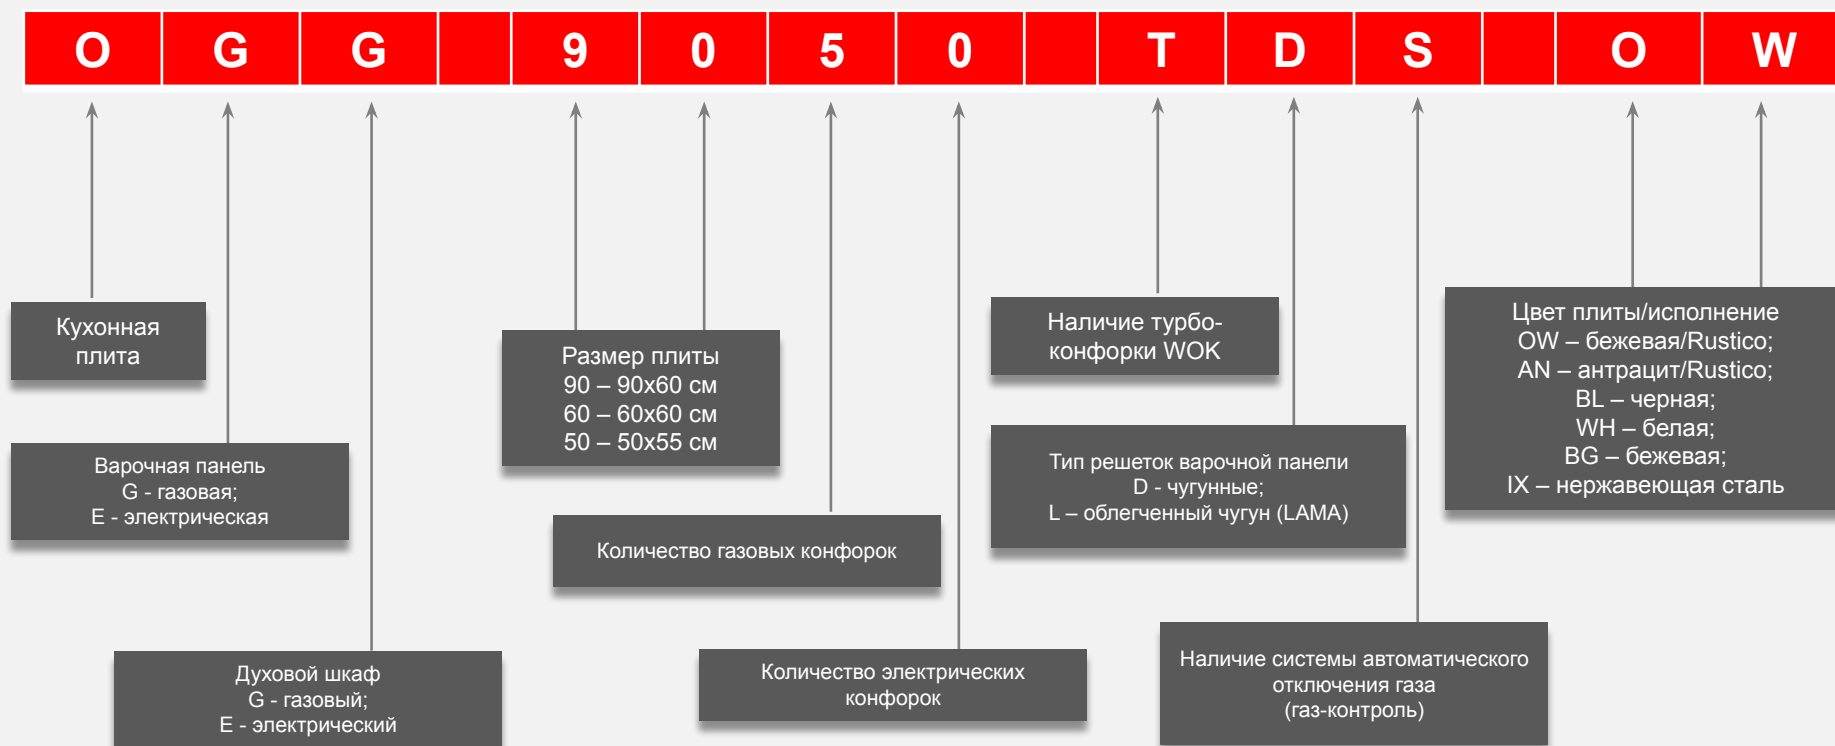 O G G 9 0 5 0 T D S O W
Кухонная
плита
Варочная панель
G - газовая;
E - электрическая
Духовой шкаф
G - газовый;
E - электрический
Размер плиты
90 – 90х60 см
60 – 60х60 см
50 – 50х55 см
Количество газовых конфорок
Количество электрических
конфорок
Наличие турбо-
конфорки WOK
Тип решеток варочной панели
D - чугунные;
L – облегченный чугун (LAMA)
Наличие системы автоматического
отключения газа
(газ-контроль)
Цвет плиты/исполнение
OW – бежевая/Rustico;
AN – антрацит/Rustico;
BL – черная;
WH – белая;
BG – бежевая;
IX – нержавеющая сталь